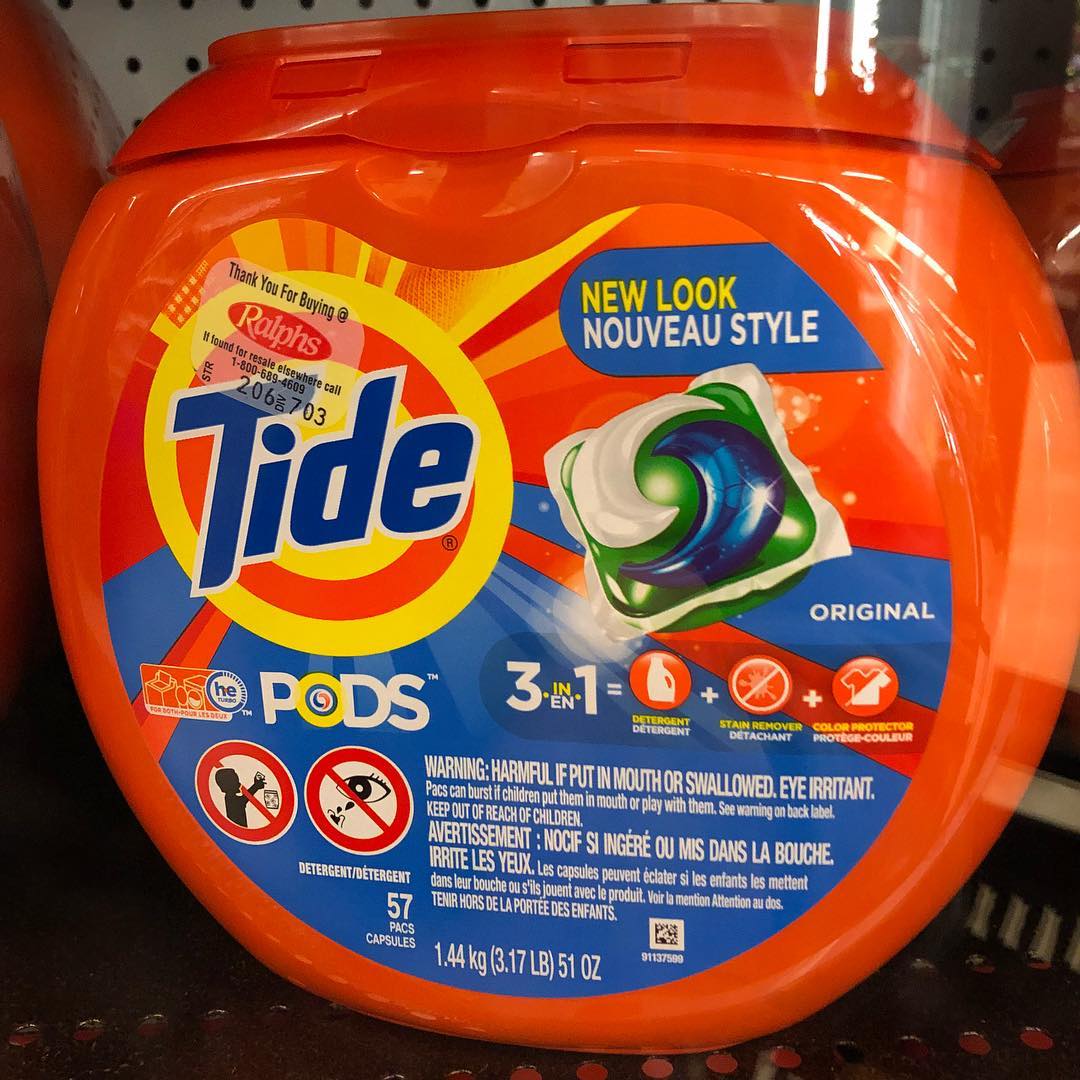 Thank You For Buying @
Ralphs
If found for resale elsewhere call
1-800-689-4609
STR 206 DIV 703
Tide®
NEW LOOK
NOUVEAU STYLE
ORIGINAL
he
TURBO
FOR BOTH-POUR LES DEUX
™
PODS™
3 IN EN 1 = + +
DETERGENT
DÉTERGENT
STAIN REMOVER
DÉTACHANT
COLOR PROTECTOR
PROTÈGE-COULEUR
WARNING: HARMFUL IF PUT IN MOUTH OR SWALLOWED. EYE IRRITANT.
Pacs can burst if children put them in mouth or play with them. See warning on back label.
KEEP OUT OF REACH OF CHILDREN.
AVERTISSEMENT : NOCIF SI INGÉRÉ OU MIS DANS LA BOUCHE.
IRRITE LES YEUX. Les capsules peuvent éclater si les enfants les mettent
dans leur bouche ou s'ils jouent avec le produit. Voir la mention Attention au dos.
TENIR HORS DE LA PORTÉE DES ENFANTS.
DETERGENT/DÉTERGENT
57
PACS
CAPSULES
1.44 kg (3.17 LB) 51 OZ
91137599